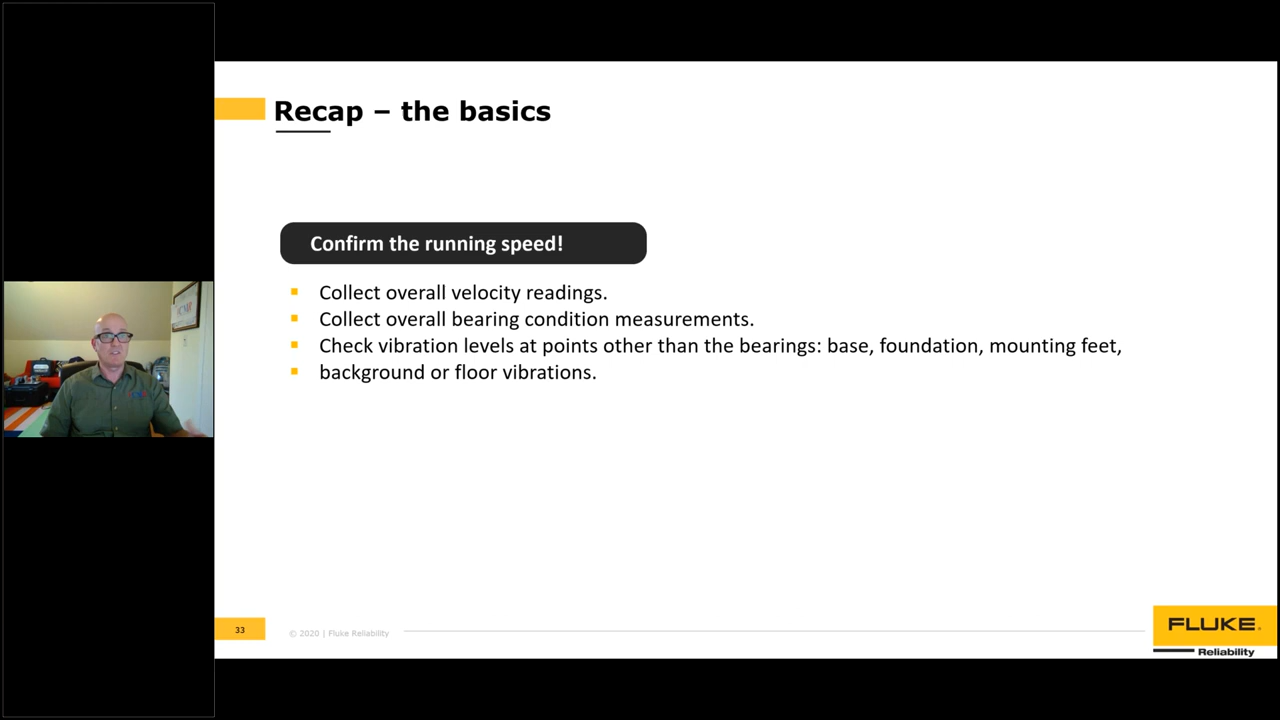 Recap – the basics
Confirm the running speed!
Collect overall velocity readings.
Collect overall bearing condition measurements.
Check vibration levels at points other than the bearings: base, foundation, mounting feet,
background or floor vibrations.
33
© 2020 | Fluke Reliability
FLUKE.
Reliability